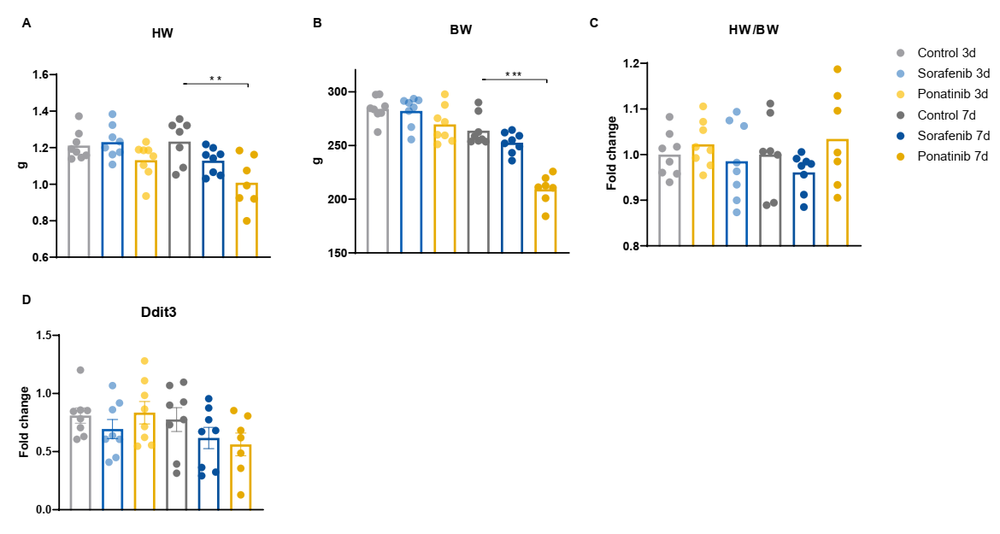 A
HW
g
1.6
1.4
1.2
1.0
0.8
0.6
**
B
BW
g
300
250
200
150
***
C
HW/BW
Fold change
1.2
1.1
1.0
0.9
0.8
Control 3d
Sorafenib 3d
Ponatinib 3d
Control 7d
Sorafenib 7d
Ponatinib 7d
D
Ddit3
Fold change
1.5
1.0
0.5
0.0